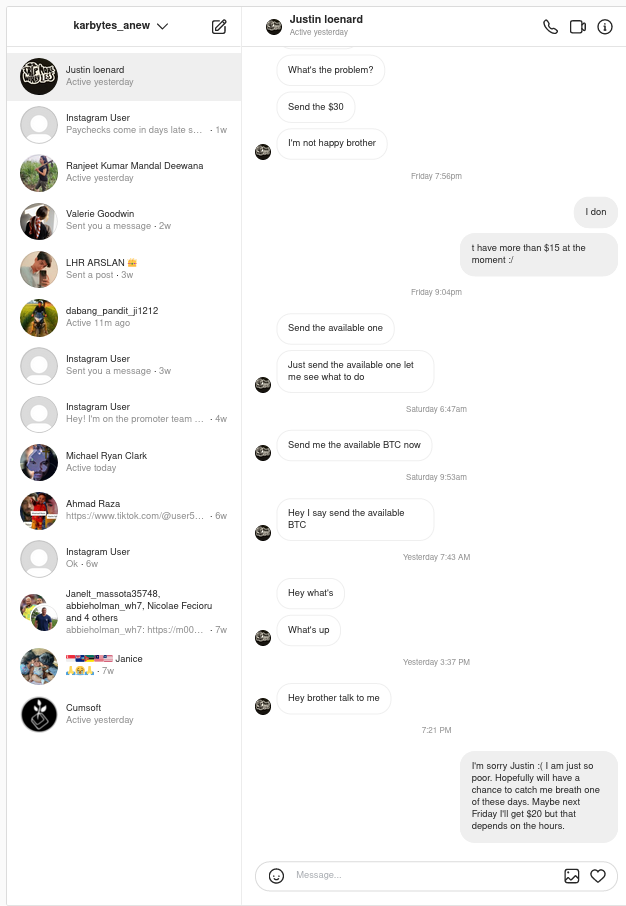 karbytes_anew
Justin loenard
Active yesterday
Instagram User
Paychecks come in days late s... · 1w
Ranjeet Kumar Mandal Deewana
Active yesterday
Valerie Goodwin
Sent you a message · 2w
LHR ARSLAN 👑
Sent a post · 3w
dabang_pandit_ji1212
Active 11m ago
Instagram User
Sent you a message · 3w
Instagram User
Hey! I'm on the promoter team ... · 4w
Michael Ryan Clark
Active today
Ahmad Raza
https://www.tiktok.com/@user5... · 6w
Instagram User
Ok · 6w
Janelt_massota35748,
abbieholman_wh7, Nicolae Fecioru
and 4 others
abbieholman_wh7: https://m00... · 7w
Janice
🙏😭🙏 · 7w
Cumsoft
Active yesterday
Justin loenard
Active yesterday
What's the problem?
Send the $30
I'm not happy brother
Friday 7:56pm
I don
t have more than $15 at the
moment :/
Friday 9:04pm
Send the available one
Just send the available one let
me see what to do
Saturday 6:47am
Send me the available BTC now
Saturday 9:53am
Hey I say send the available
BTC
Yesterday 7:43 AM
Hey what's
What's up
Yesterday 3:37 PM
Hey brother talk to me
7:21 PM
I'm sorry Justin :( I am just so
poor. Hopefully will have a
chance to catch me breath one
of these days. Maybe next
Friday I'll get $20 but that
depends on the hours.
Message...